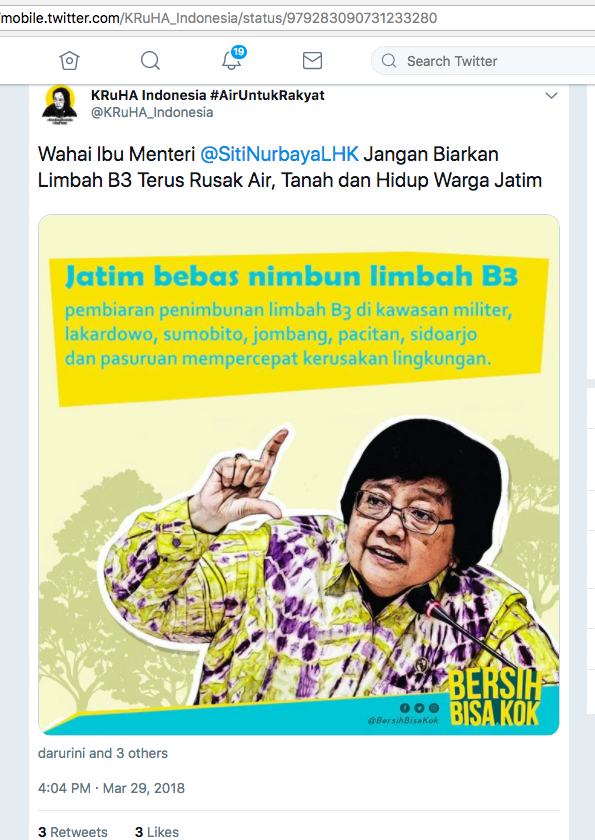 mobile.twitter.com/KRuHA_Indonesia/status/979283090731233280
19
Search Twitter
KRuHA Indonesia #AirUntukRakyat
@KRuHA_Indonesia
Wahai Ibu Menteri @SitiNurbayaLHK Jangan Biarkan
Limbah B3 Terus Rusak Air, Tanah dan Hidup Warga Jatim
Jatim bebas nimbun limbah B3
pembiaran penimbunan limbah B3 di kawasan militer,
lakardowo, sumobito, jombang, pacitan, sidoarjo
dan pasuruan mempercepat kerusakan lingkungan.
BERSIH
BISA KOK
@BersihBisaKok
darurini and 3 others
4:04 PM · Mar 29, 2018
3 Retweets 3 Likes